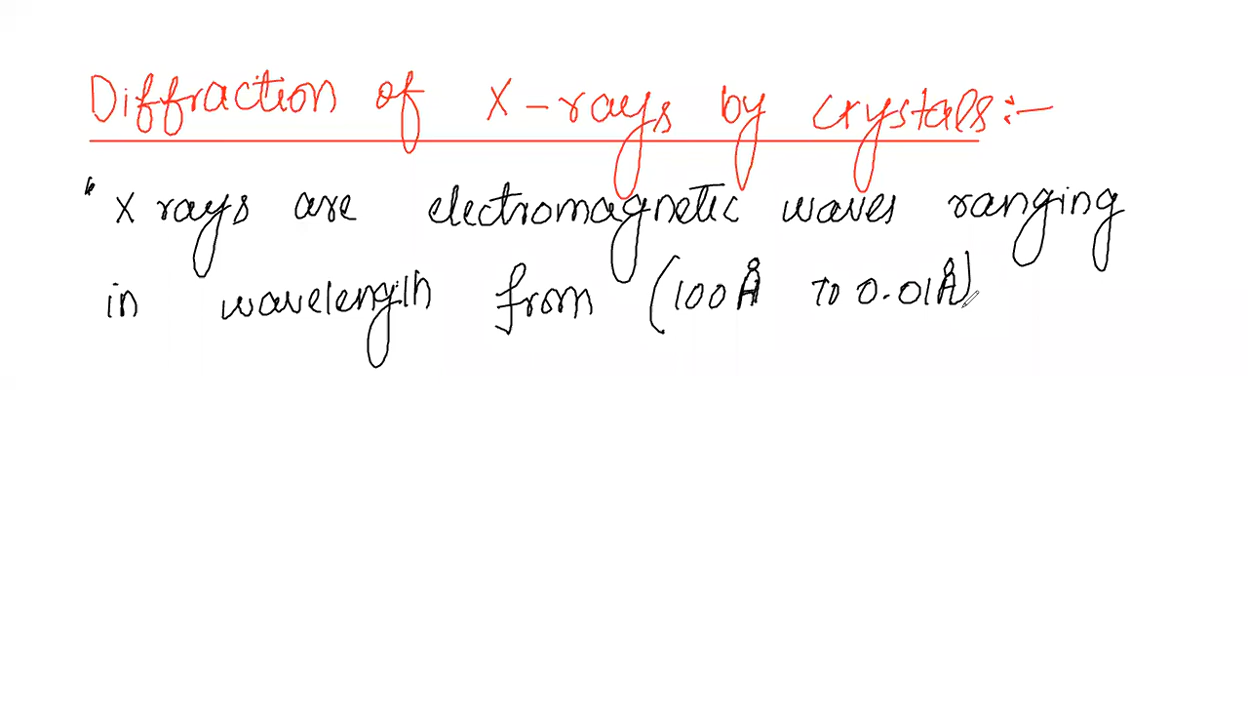 Diffraction of X-rays by crystals:-
* X rays are electromagnetic waves ranging
in wavelength from (100Å To 0.01Å)